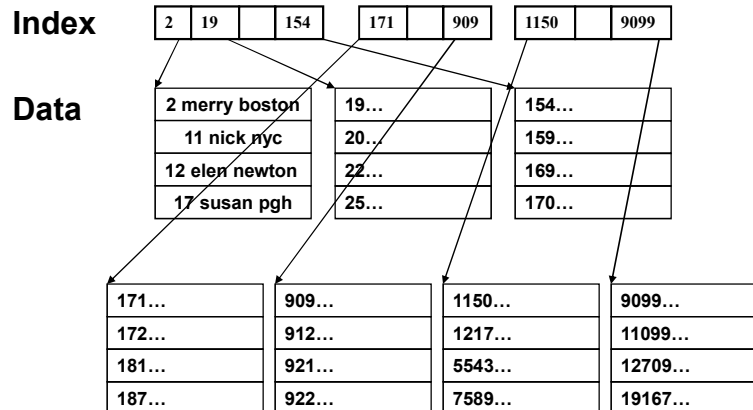 Index 2 19 154 171 909 1150 9099
Data
2 merry boston 19... 154...
11 nick nyc 20... 159...
12 elen newton 22... 169...
17 susan pgh 25... 170...
171... 909... 1150... 9099...
172... 912... 1217... 11099...
181... 921... 5543... 12709...
187... 922... 7589... 19167...